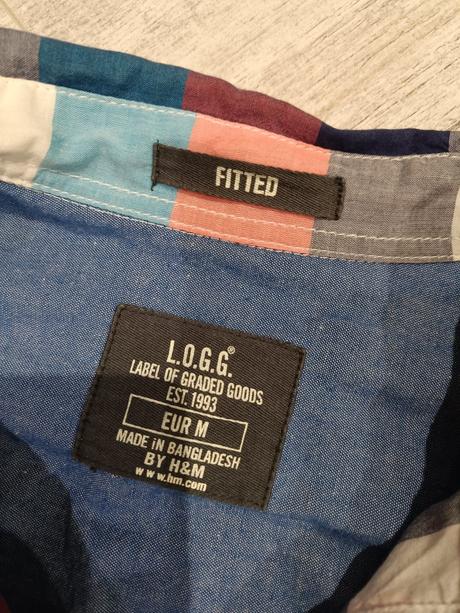 FITTED
L.O.G.G.®
LABEL OF GRADED GOODS
EST. 1993
EUR M
MADE iN BANGLADESH
BY H&M
www.hm.com